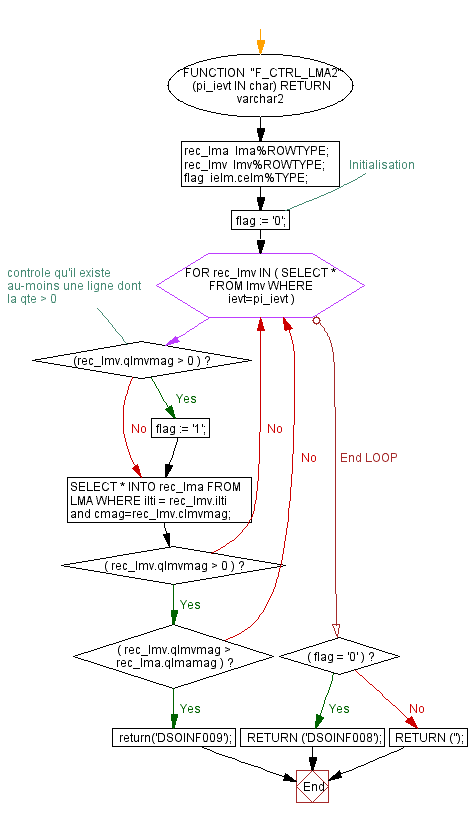 FUNCTION "F_CTRL_LMA2"
(pi_ievt IN char) RETURN
varchar2
rec_lma lma%ROWTYPE;
rec_lmv lmv%ROWTYPE;
flag ielm.celm%TYPE;
Initialisation
flag := '0';
controle qu'il existe
au-moins une ligne dont
la qte > 0
FOR rec_lmv IN ( SELECT *
FROM lmv WHERE
ievt=pi_ievt )
(rec_lmv.qlmvmag > 0 ) ?
Yes
No
flag := '1';
No
No
End LOOP
SELECT * INTO rec_lma FROM
LMA WHERE ilti = rec_lmv.ilti
and cmag=rec_lmv.clmvmag;
( rec_lmv.qlmvmag > 0 ) ?
Yes
( rec_lmv.qlmvmag >
rec_lma.qlmamag ) ?
( flag = '0' ) ?
Yes
Yes
No
return('DSOINF009');
RETURN ('DSOINF008');
RETURN ('');
End